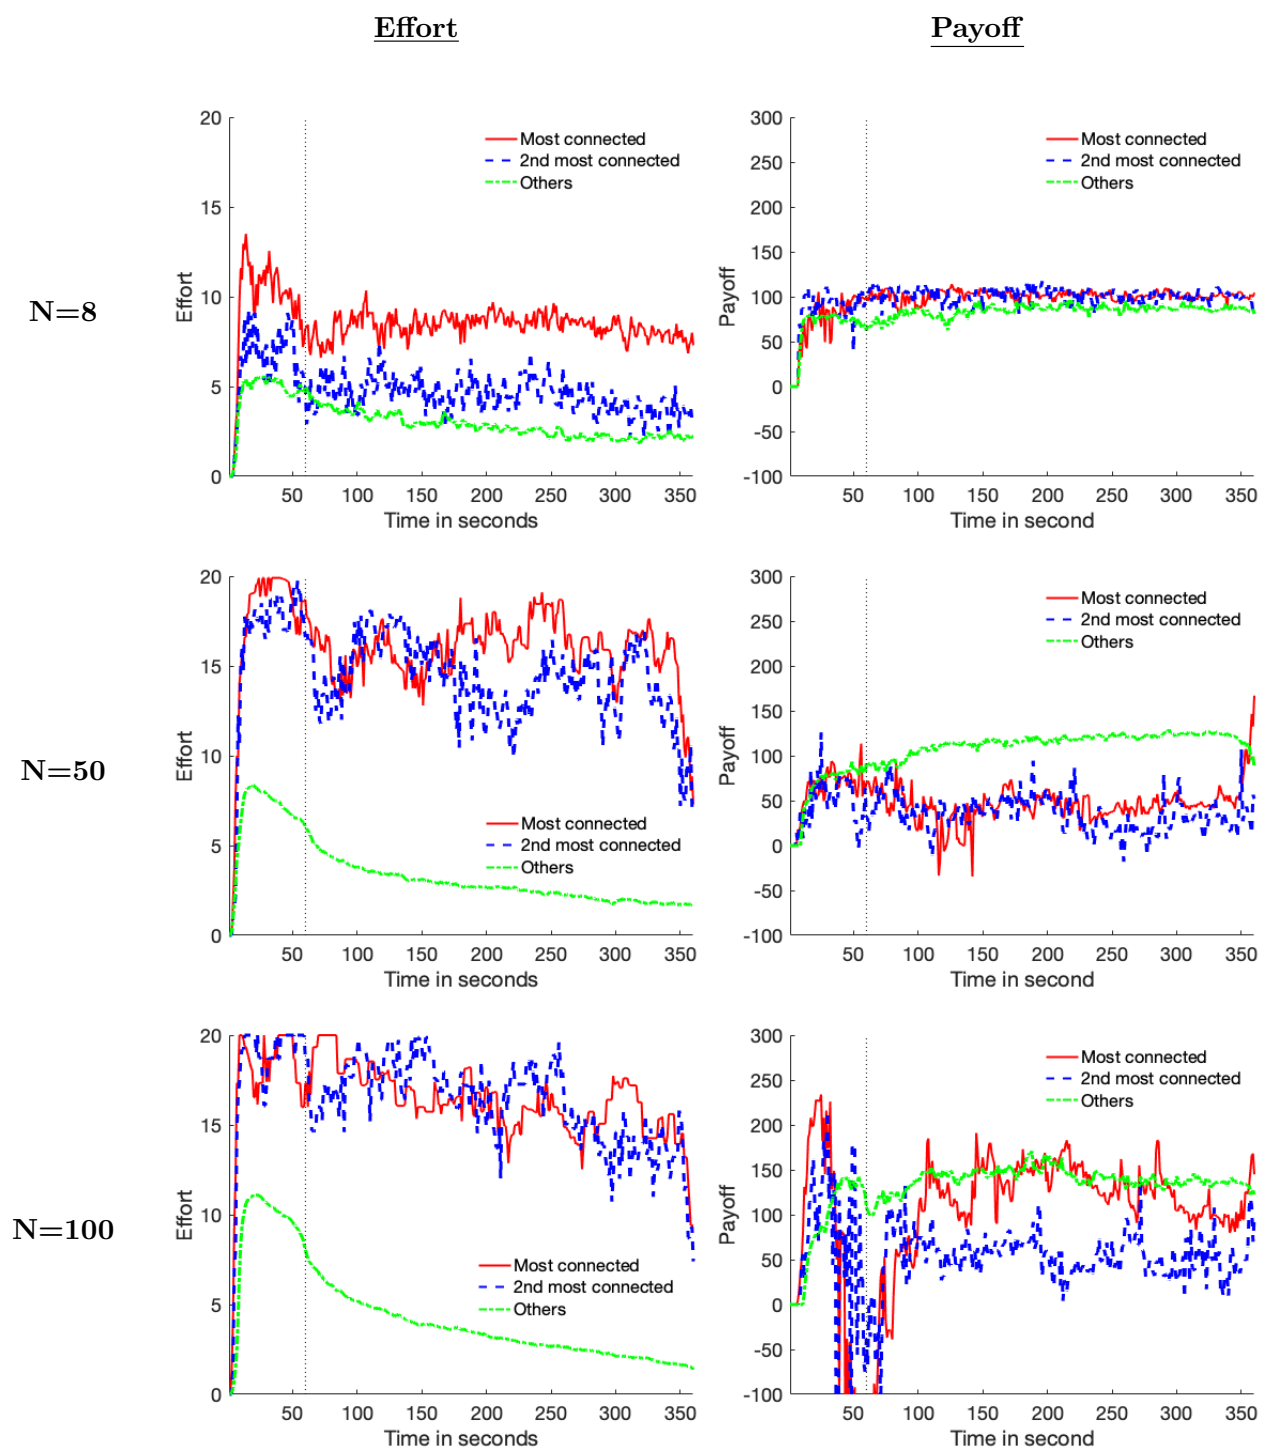 Effort
Payoff
N=8
20
15
10
5
0
Effort
50 100 150 200 250 300 350
Time in seconds
Most connected
2nd most connected
Others
300
250
200
150
100
50
0
-50
-100
Payoff
50 100 150 200 250 300 350
Time in second
Most connected
2nd most connected
Others
N=50
20
15
10
5
0
Effort
50 100 150 200 250 300 350
Time in seconds
Most connected
2nd most connected
Others
300
250
200
150
100
50
0
-50
-100
Payoff
50 100 150 200 250 300 350
Time in second
Most connected
2nd most connected
Others
N=100
20
15
10
5
0
Effort
50 100 150 200 250 300 350
Time in seconds
Most connected
2nd most connected
Others
300
250
200
150
100
50
0
-50
-100
Payoff
50 100 150 200 250 300 350
Time in second
Most connected
2nd most connected
Others